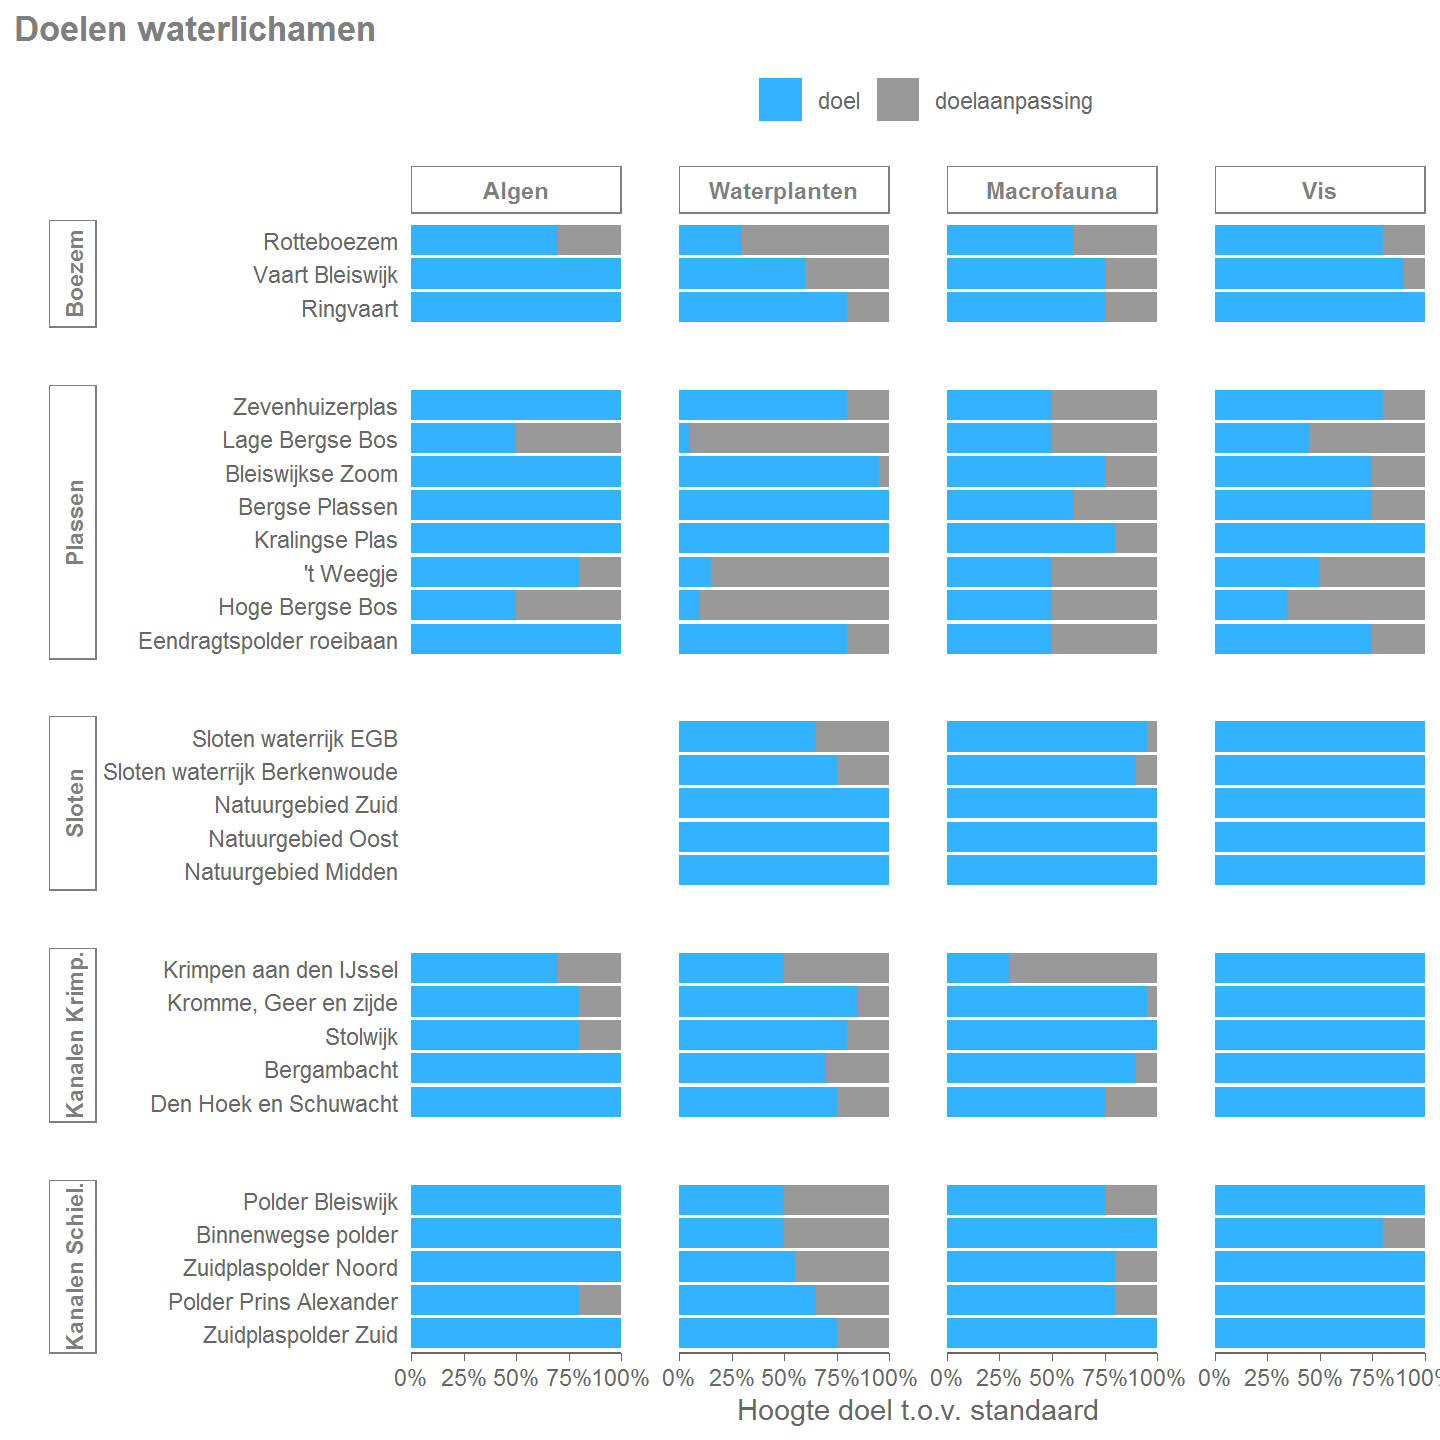 Doelen waterlichamen
doel doelaanpassing
Algen Waterplanten Macrofauna Vis
Boezem
Rotteboezem
Vaart Bleiswijk
Ringvaart
Plassen
Zevenhuizerplas
Lage Bergse Bos
Bleiswijkse Zoom
Bergse Plassen
Kralingse Plas
't Weegje
Hoge Bergse Bos
Eendragtspolder roeibaan
Sloten
Sloten waterrijk EGB
Sloten waterrijk Berkenwoude
Natuurgebied Zuid
Natuurgebied Oost
Natuurgebied Midden
Kanalen Krimp.
Krimpen aan den IJssel
Kromme, Geer en zijde
Stolwijk
Bergambacht
Den Hoek en Schuwacht
Kanalen Schiel.
Polder Bleiswijk
Binnenwegse polder
Zuidplaspolder Noord
Polder Prins Alexander
Zuidplaspolder Zuid
0% 25% 50% 75%100% 0% 25% 50% 75%100% 0% 25% 50% 75%100% 0% 25% 50% 75%100%
Hoogte doel t.o.v. standaard